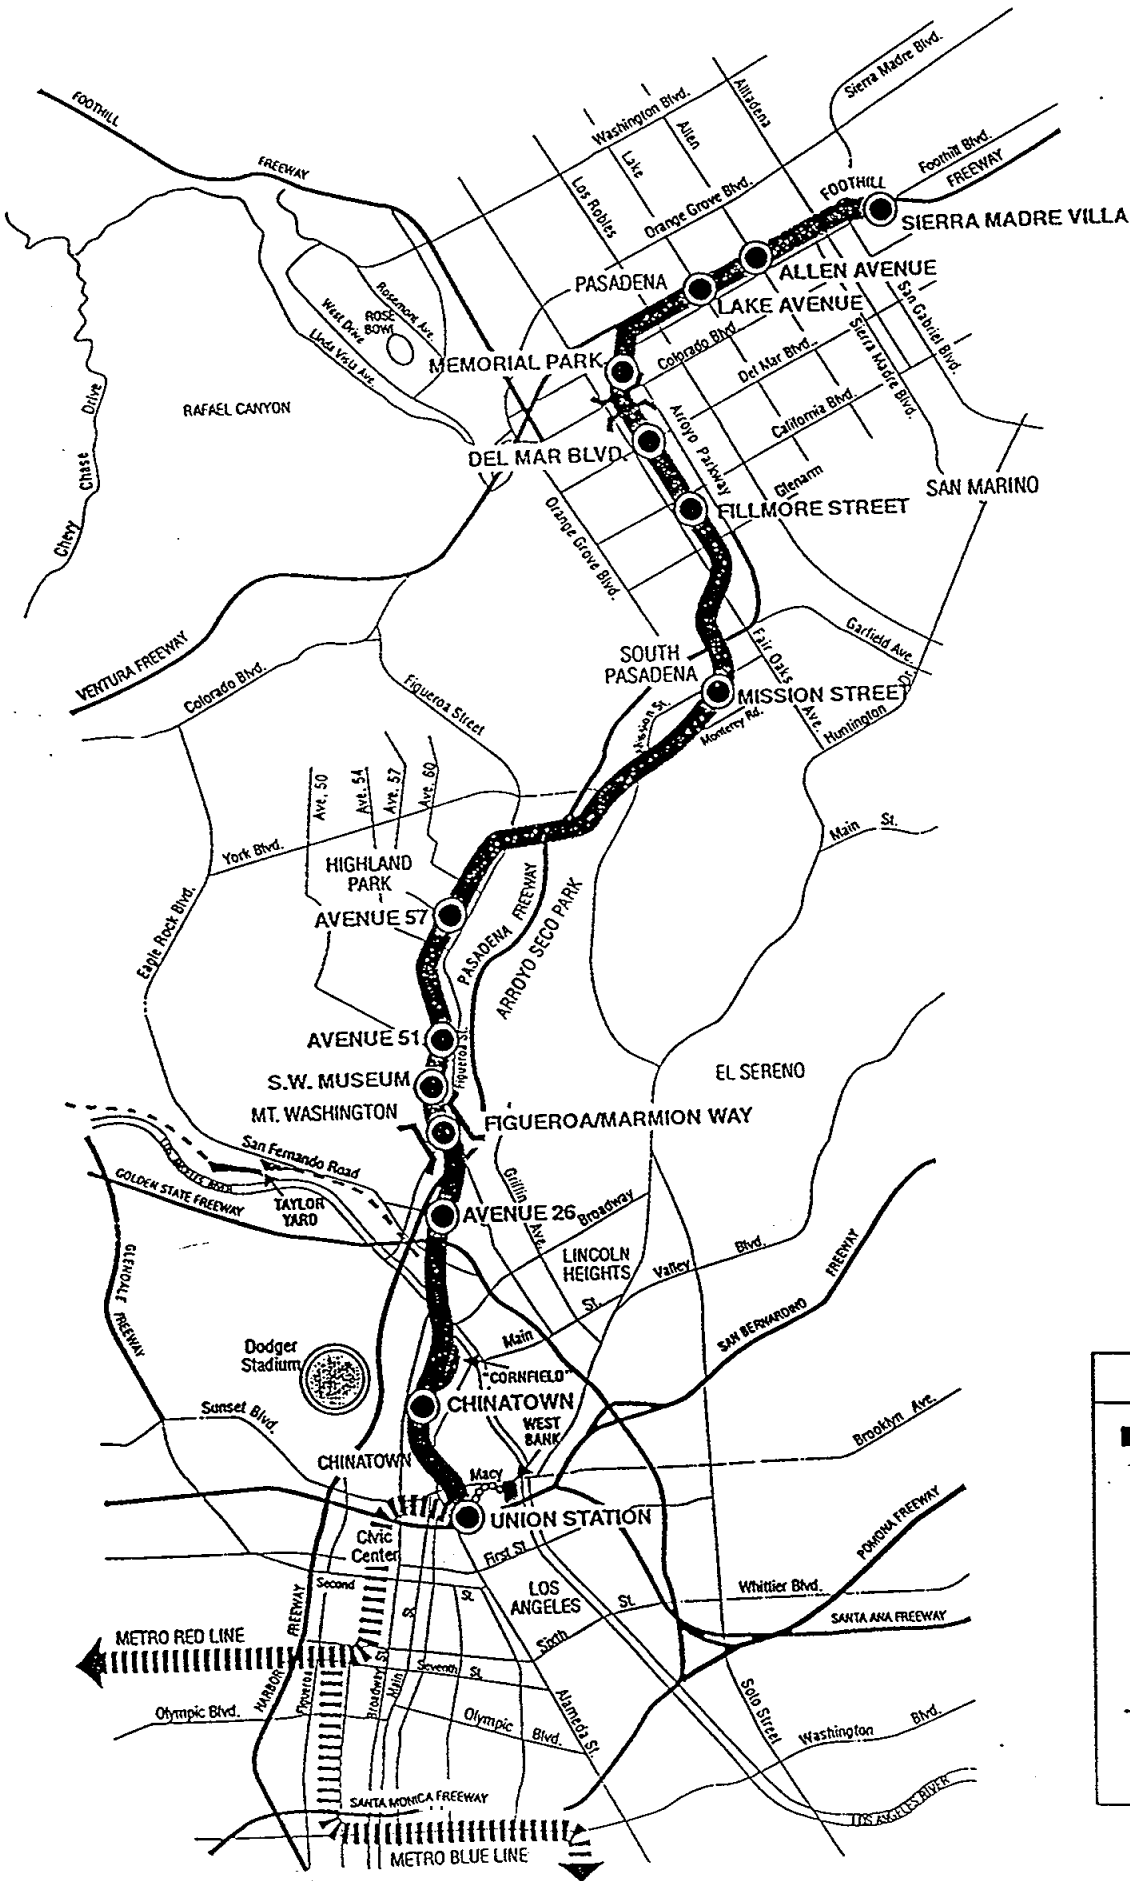 Sierra Madre Blvd.
FOOTHILL
FREEWAY
Washington Blvd.
Altadena
Allen
Lake
Los Robles
Orange Grove Blvd.
Foothill Blvd.
FREEWAY
FOOTHILL
SIERRA MADRE VILLA
ALLEN AVENUE
PASADENA
LAKE AVENUE
San Gabriel Blvd.
Sierra Madre Blvd.
Colorado Blvd.
Del Mar Blvd.
California Blvd.
Rosemont Ave.
ROSE
BOWL
West Drive
Linda Vista Ave.
MEMORIAL PARK
RAFAEL CANYON
Chevy Chase Drive
DEL MAR BLVD.
Arroyo Parkway
Glenarm
SAN MARINO
FILLMORE STREET
Orange Grove Blvd.
VENTURA FREEWAY
Colorado Blvd.
Figueroa Street
SOUTH
PASADENA
Fair Oaks Ave.
Garfield Ave.
MISSION STREET
Mission St.
Monterey Rd.
Huntington Dr.
Ave. 50
Ave. 54
Ave. 57
Ave. 60
Main St.
York Blvd.
HIGHLAND
PARK
Eagle Rock Blvd.
AVENUE 57
PASADENA FREEWAY
ARROYO SECO PARK
AVENUE 51
Figueroa St.
EL SERENO
S.W. MUSEUM
MT. WASHINGTON
FIGUEROA/MARMION WAY
San Fernando Road
GOLDEN STATE FREEWAY
TAYLOR
YARD
Griffin Ave.
Broadway
AVENUE 26
LINCOLN
HEIGHTS
Valley Blvd.
GLENDALE FREEWAY
SAN BERNARDINO FREEWAY
Main St.
Dodger
Stadium
"CORNFIELD"
CHINATOWN
Sunset Blvd.
WEST
BANK
Brooklyn Ave.
CHINATOWN
Macy
UNION STATION
POMONA FREEWAY
Civic
Center
First St.
Second St.
LOS
ANGELES
Whittier Blvd.
SANTA ANA FREEWAY
METRO RED LINE
St.
Sixth St.
Seventh St.
HARBOR FREEWAY
Figueroa
Broadway
Main St.
Olympic Blvd.
Olympic Blvd.
Alameda St.
Soto Street
Washington Blvd.
SANTA MONICA FREEWAY
LOS ANGELES RIVER
METRO BLUE LINE